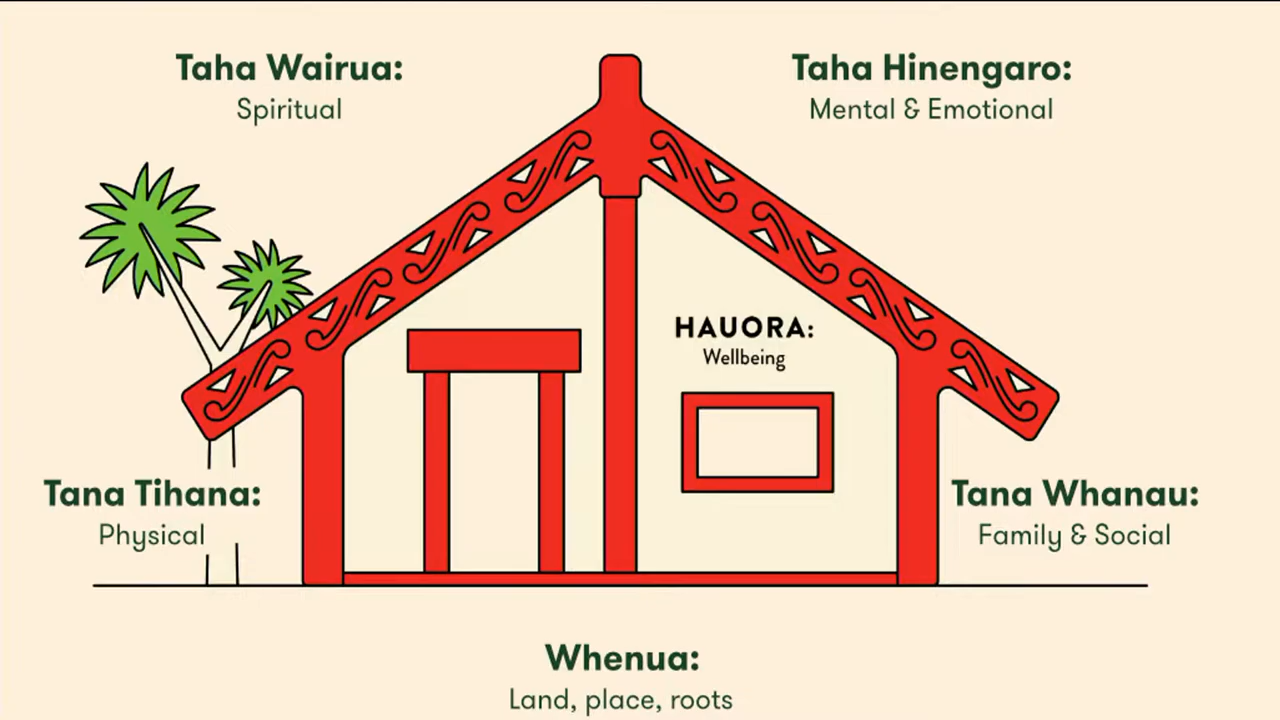 Taha Wairua:
Spiritual
Taha Hinengaro:
Mental & Emotional
HAUORA:
Wellbeing
Tana Tihana:
Physical
Tana Whanau:
Family & Social
Whenua:
Land, place, roots